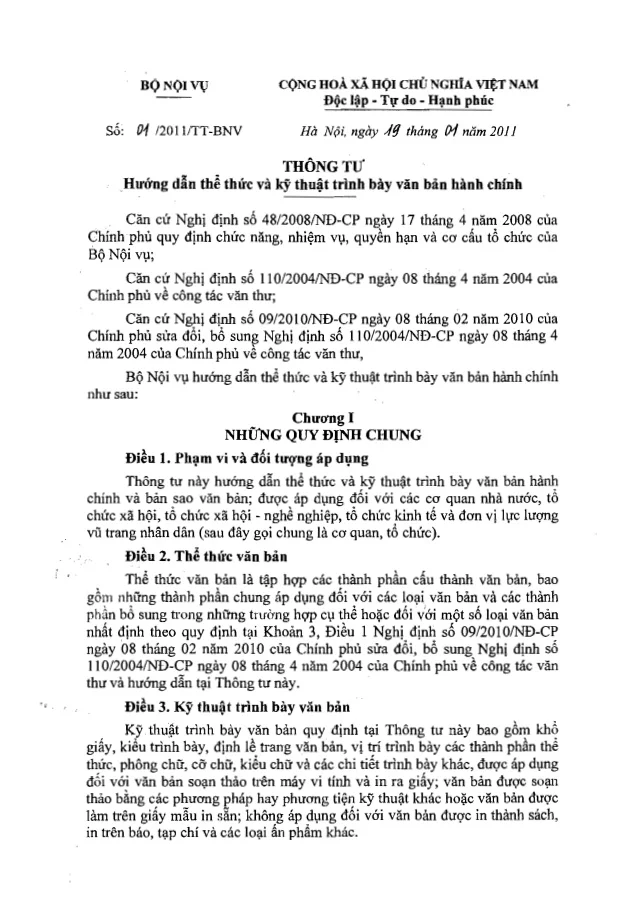 BỘ NỘI VỤ
CỘNG HOÀ XÃ HỘI CHỦ NGHĨA VIỆT NAM
Độc lập - Tự do - Hạnh phúc
Số: 01 /2011/TT-BNV
Hà Nội, ngày 19 tháng 01 năm 2011
THÔNG TƯ
Hướng dẫn thể thức và kỹ thuật trình bày văn bản hành chính
Căn cứ Nghị định số 48/2008/NĐ-CP ngày 17 tháng 4 năm 2008 của
Chính phủ quy định chức năng, nhiệm vụ, quyền hạn và cơ cấu tổ chức của
Bộ Nội vụ;
Căn cứ Nghị định số 110/2004/NĐ-CP ngày 08 tháng 4 năm 2004 của
Chính phủ về công tác văn thư;
Căn cứ Nghị định số 09/2010/NĐ-CP ngày 08 tháng 02 năm 2010 của
Chính phủ sửa đổi, bổ sung Nghị định số 110/2004/NĐ-CP ngày 08 tháng 4
năm 2004 của Chính phủ về công tác văn thư,
Bộ Nội vụ hướng dẫn thể thức và kỹ thuật trình bày văn bản hành chính
như sau:
Chương I
NHỮNG QUY ĐỊNH CHUNG
Điều 1. Phạm vi và đối tượng áp dụng
Thông tư này hướng dẫn thể thức và kỹ thuật trình bày văn bản hành
chính và bản sao văn bản; được áp dụng đối với các cơ quan nhà nước, tổ
chức xã hội, tổ chức xã hội - nghề nghiệp, tổ chức kinh tế và đơn vị lực lượng
vũ trang nhân dân (sau đây gọi chung là cơ quan, tổ chức).
Điều 2. Thể thức văn bản
Thể thức văn bản là tập hợp các thành phần cấu thành văn bản, bao
gồm những thành phần chung áp dụng đối với các loại văn bản và các thành
phần bổ sung trong những trường hợp cụ thể hoặc đối với một số loại văn bản
nhất định theo quy định tại Khoản 3, Điều 1 Nghị định số 09/2010/NĐ-CP
ngày 08 tháng 02 năm 2010 của Chính phủ sửa đổi, bổ sung Nghị định số
110/2004/NĐ-CP ngày 08 tháng 4 năm 2004 của Chính phủ về công tác văn
thư và hướng dẫn tại Thông tư này.
Điều 3. Kỹ thuật trình bày văn bản
Kỹ thuật trình bày văn bản quy định tại Thông tư này bao gồm khổ
giấy, kiểu trình bày, định lề trang văn bản, vị trí trình bày các thành phần thể
thức, phông chữ, cỡ chữ, kiểu chữ và các chi tiết trình bày khác, được áp dụng
đối với văn bản soạn thảo trên máy vi tính và in ra giấy; văn bản được soạn
thảo bằng các phương pháp hay phương tiện kỹ thuật khác hoặc văn bản được
làm trên giấy mẫu in sẵn; không áp dụng đối với văn bản được in thành sách,
in trên báo, tạp chí và các loại ấn phẩm khác.